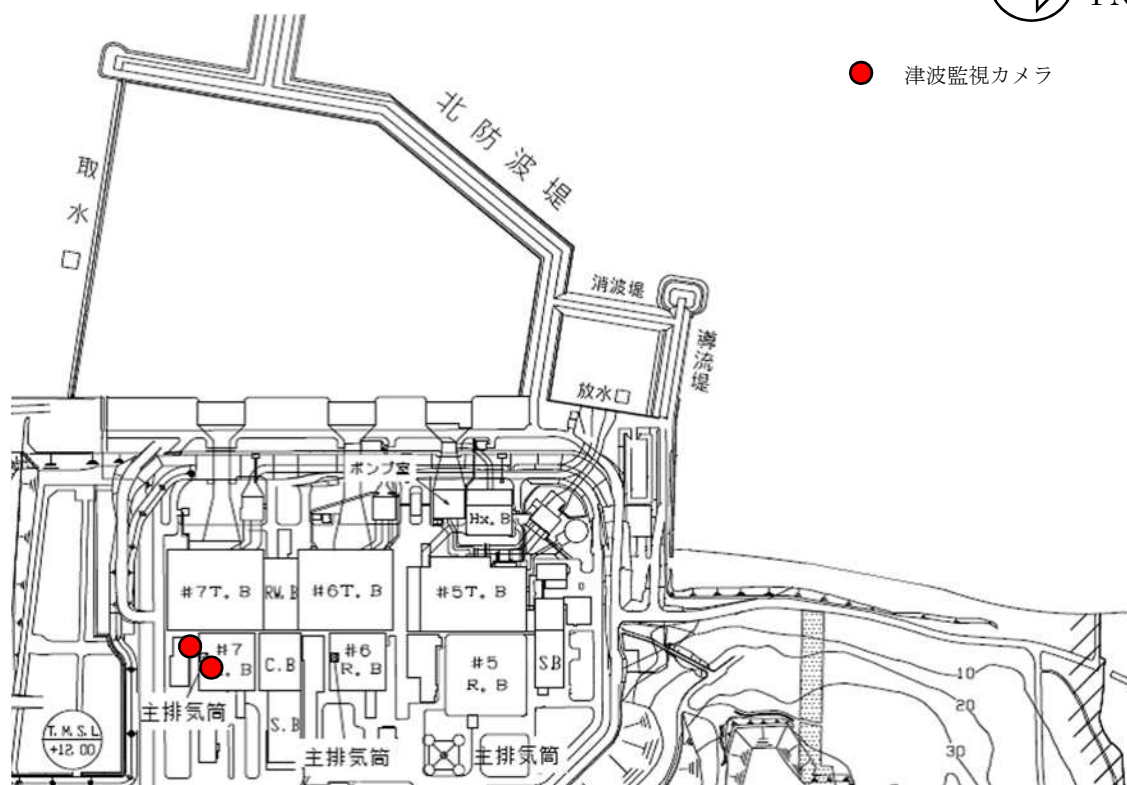 津波監視カメラ
北防波堤
取水口
消波堤
導流堤
放水口
ポンプ室
Hx. B
#7T. B
RW. B
#6T. B
#5T. B
#7
. B
C.B
#6
R. B
#5
R. B
SB
主排気筒
S.B
T. M. S. L
+12.00
主排気筒
主排気筒
10
20
30